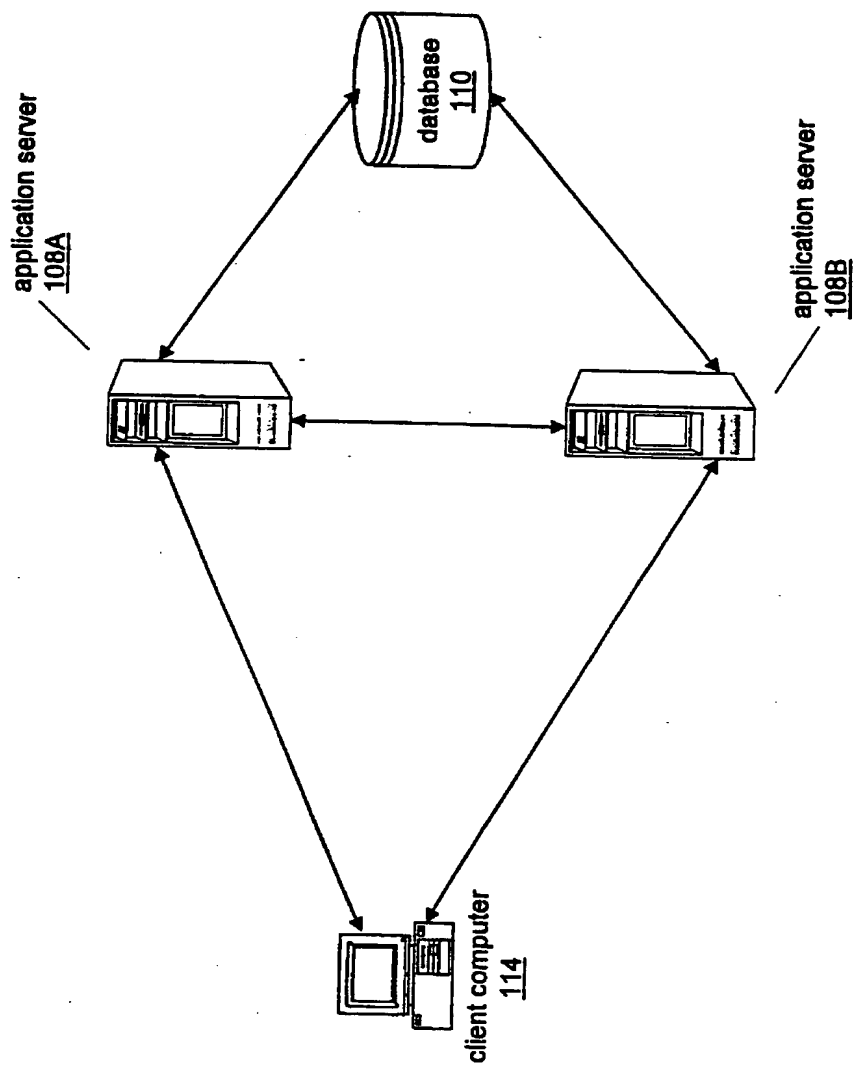 application server
108A
database
110
client computer
114
application server
108B